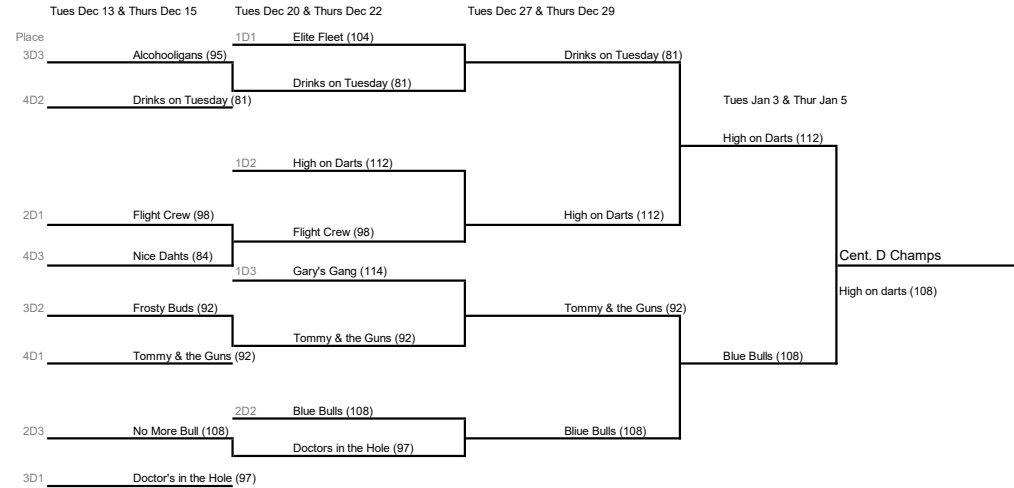 Tues Dec 13 & Thurs Dec 15
Tues Dec 20 & Thurs Dec 22
Tues Dec 27 & Thurs Dec 29
Place
1D1
Elite Fleet (104)
3D3
Alcohooligans (95)
Drinks on Tuesday (81)
Drinks on Tuesday (81)
4D2
Drinks on Tuesday (81)
Tues Jan 3 & Thur Jan 5
High on Darts (112)
1D2
High on Darts (112)
2D1
Flight Crew (98)
High on Darts (112)
Flight Crew (98)
4D3
Nice Dahts (84)
Cent. D Champs
1D3
Gary's Gang (114)
High on darts (108)
3D2
Frosty Buds (92)
Tommy & the Guns (92)
Tommy & the Guns (92)
4D1
Tommy & the Guns (92)
Blue Bulls (108)
2D2
Blue Bulls (108)
2D3
No More Bull (108)
Bliue Bulls (108)
Doctors in the Hole (97)
3D1
Doctor's in the Hole (97)